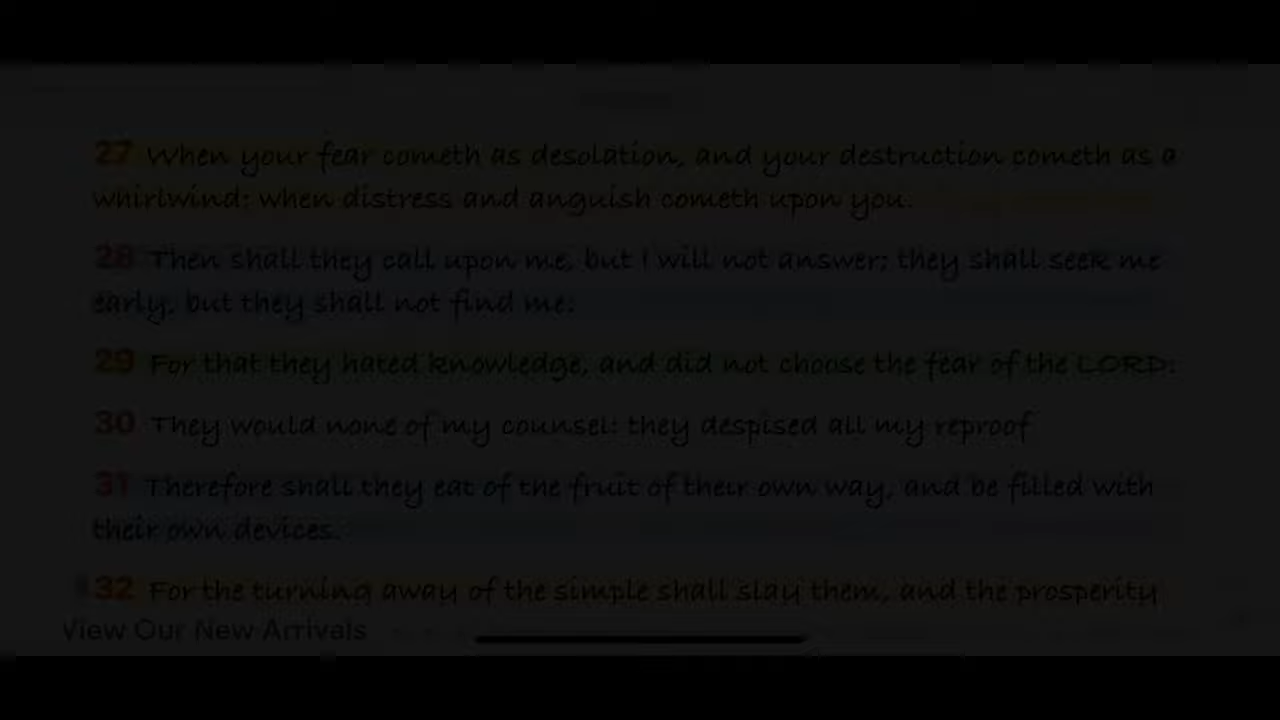 27 When your fear cometh as desolation, and your destruction cometh as a
whirlwind; when distress and anguish cometh upon you.
28 Then shall they call upon me, but I will not answer; they shall seek me
early, but they shall not find me:
29 For that they hated knowledge, and did not choose the fear of the LORD:
30 They would none of my counsel: they despised all my reproof
31 Therefore shall they eat of the fruit of their own way, and be filled with
their own devices.
32 For the turning away of the simple shall slay them, and the prosperity
View Our New Arrivals